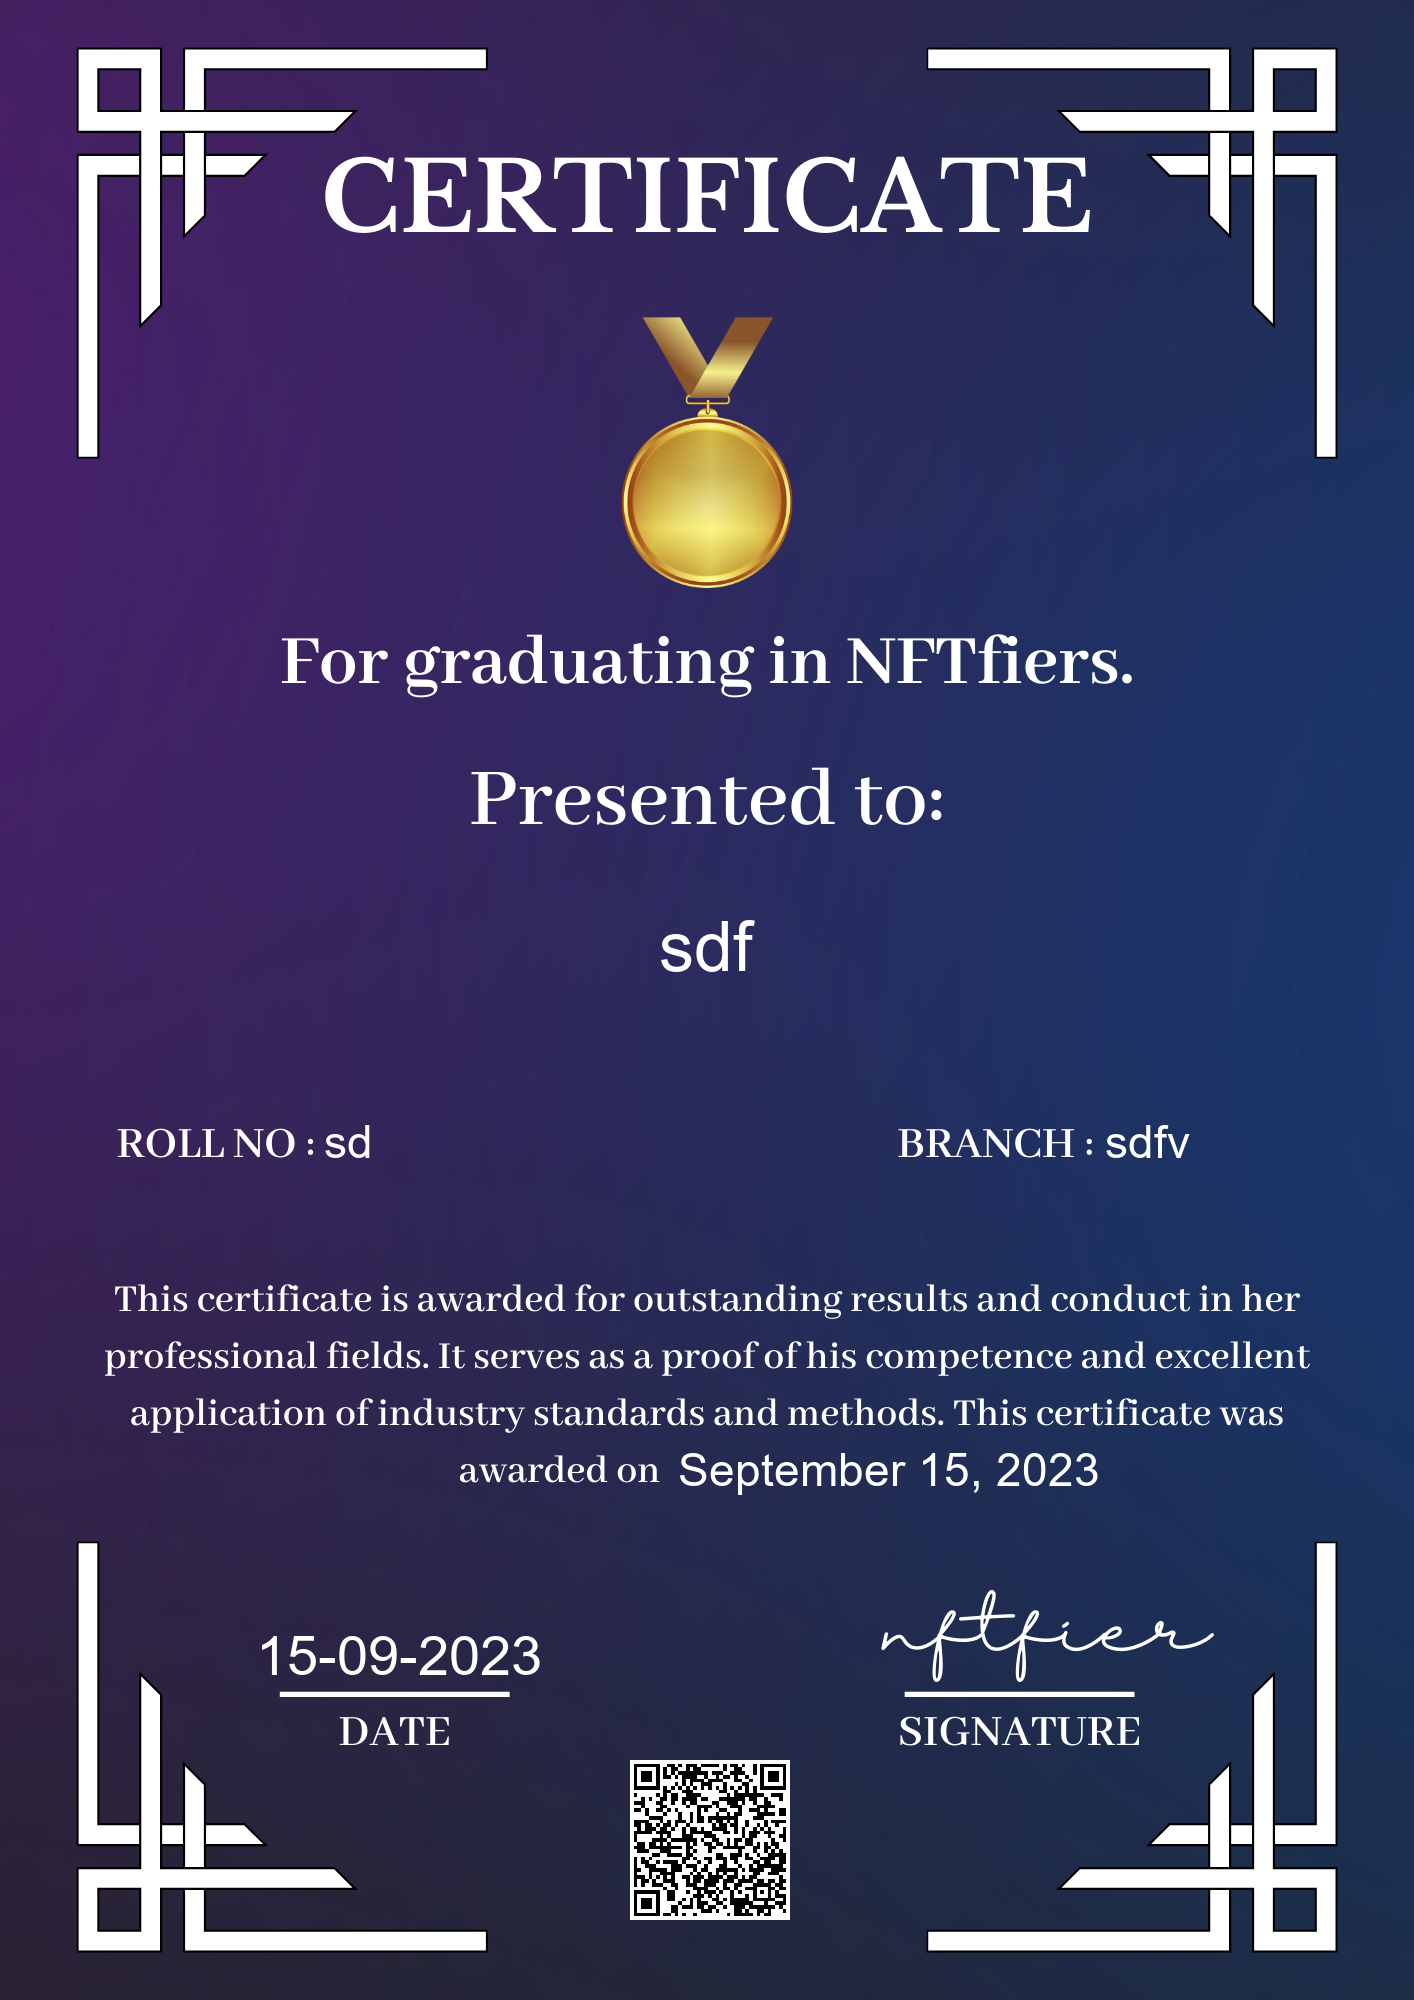 CERTIFICATE
For graduating in NFTfiers.
Presented to:
sdf
ROLL NO : sd
BRANCH : sdfv
This certificate is awarded for outstanding results and conduct in her
professional fields. It serves as a proof of his competence and excellent
application of industry standards and methods. This certificate was
awarded on September 15, 2023
15-09-2023
DATE
nftfier
SIGNATURE